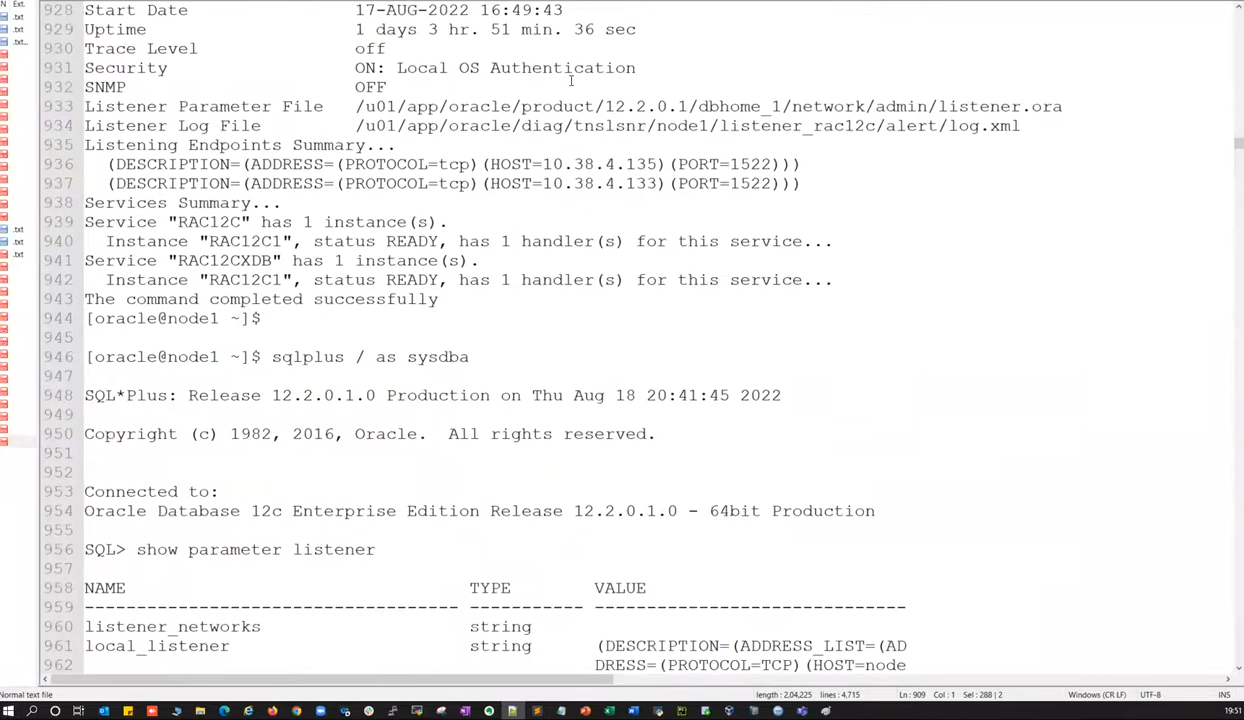 N Ext.
.txt
.txt
.txt...
.txt
.txt
.txt
928 Start Date 17-AUG-2022 16:49:43
929 Uptime 1 days 3 hr. 51 min. 36 sec
930 Trace Level off
931 Security ON: Local OS Authentication
932 SNMP OFF
933 Listener Parameter File /u01/app/oracle/product/12.2.0.1/dbhome_1/network/admin/listener.ora
934 Listener Log File /u01/app/oracle/diag/tnslsnr/node1/listener_rac12c/alert/log.xml
935 Listening Endpoints Summary...
936 (DESCRIPTION=(ADDRESS=(PROTOCOL=tcp)(HOST=10.38.4.135)(PORT=1522)))
937 (DESCRIPTION=(ADDRESS=(PROTOCOL=tcp)(HOST=10.38.4.133)(PORT=1522)))
938 Services Summary...
939 Service "RAC12C" has 1 instance(s).
940 Instance "RAC12C1", status READY, has 1 handler(s) for this service...
941 Service "RAC12CXDB" has 1 instance(s).
942 Instance "RAC12C1", status READY, has 1 handler(s) for this service...
943 The command completed successfully
944 [oracle@node1 ~]$
945
946 [oracle@node1 ~]$ sqlplus / as sysdba
947
948 SQL*Plus: Release 12.2.0.1.0 Production on Thu Aug 18 20:41:45 2022
949
950 Copyright (c) 1982, 2016, Oracle. All rights reserved.
951
952
953 Connected to:
954 Oracle Database 12c Enterprise Edition Release 12.2.0.1.0 - 64bit Production
955
956 SQL> show parameter listener
957
958 NAME TYPE VALUE
959 ------------------------------------ ----------- ------------------------------
960 listener_networks string
961 local_listener string (DESCRIPTION=(ADDRESS_LIST=(AD
962 DRESS=(PROTOCOL=TCP)(HOST=node
Normal text file length : 2,04,225 lines : 4,715 Ln : 909 Col : 1 Sel : 288 | 2 Windows (CR LF) UTF-8 INS
19:51